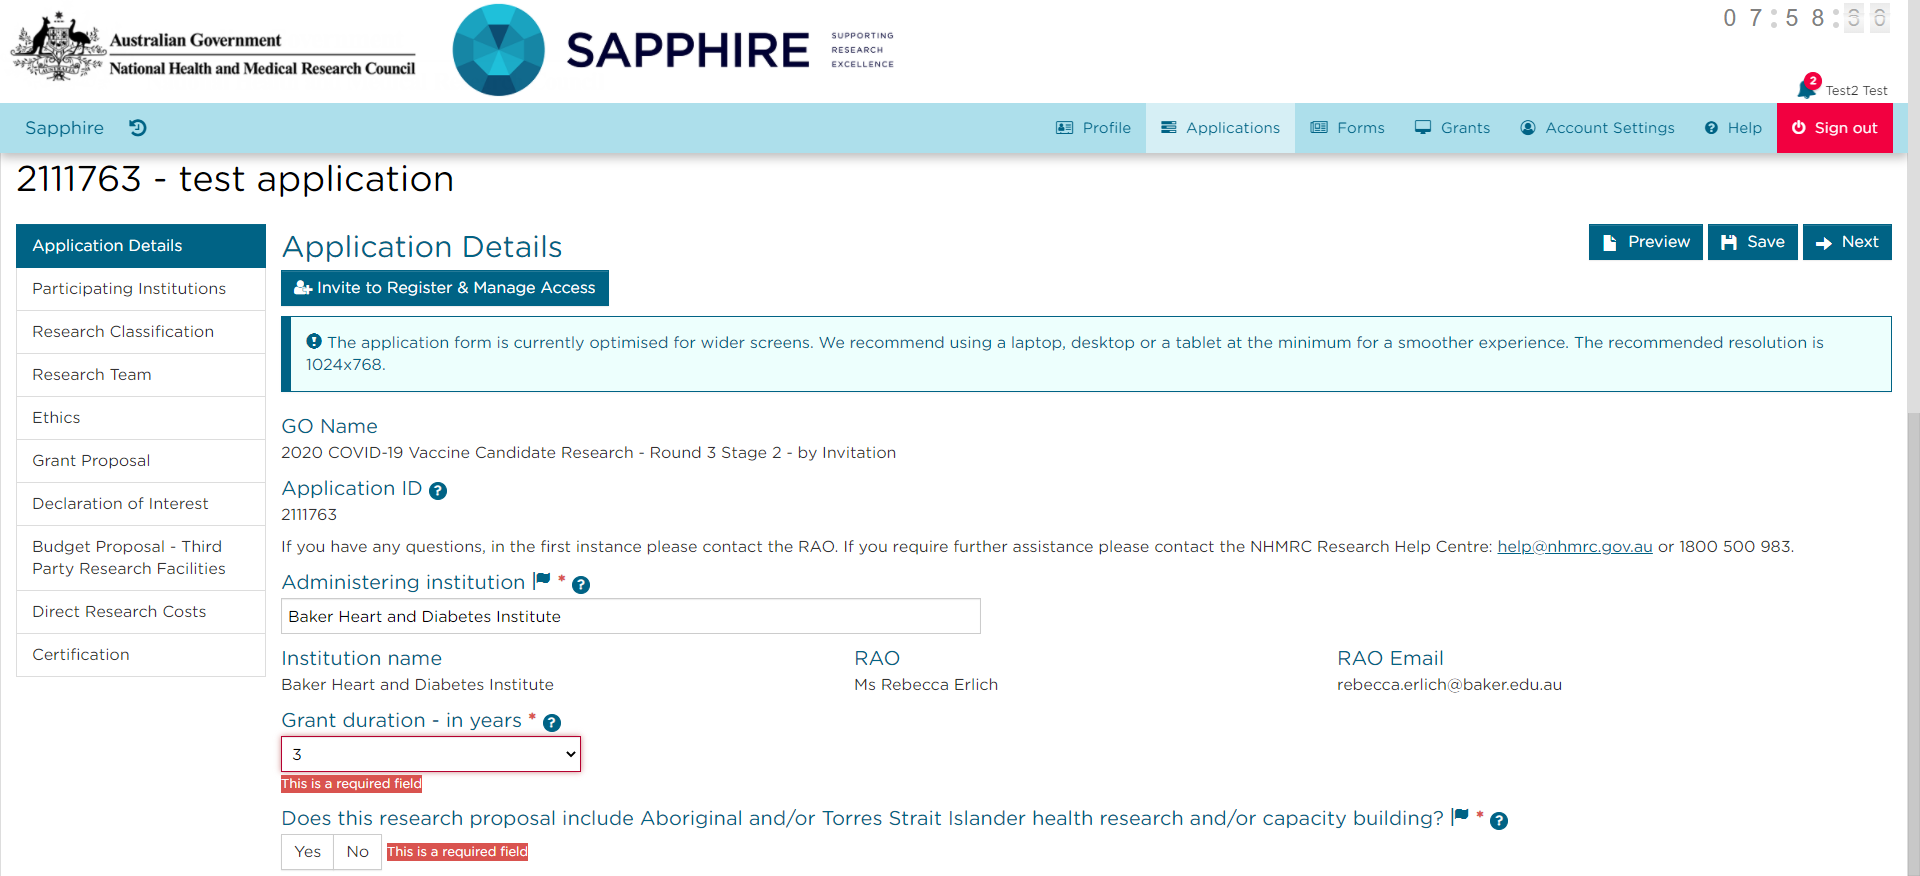 Australian Government
National Health and Medical Research Council
SAPPHIRE
SUPPORTING
RESEARCH
EXCELLENCE
07:58:
2
Test2 Test
Sapphire
Profile
Applications
Forms
Grants
Account Settings
Help
Sign out
2111763 - test application
Application Details
Participating Institutions
Research Classification
Research Team
Ethics
Grant Proposal
Declaration of Interest
Budget Proposal - Third
Party Research Facilities
Direct Research Costs
Certification
Application Details
Preview
Save
Next
Invite to Register & Manage Access
The application form is currently optimised for wider screens. We recommend using a laptop, desktop or a tablet at the minimum for a smoother experience. The recommended resolution is
1024x768.
GO Name
2020 COVID-19 Vaccine Candidate Research - Round 3 Stage 2 - by Invitation
Application ID ?
2111763
If you have any questions, in the first instance please contact the RAO. If you require further assistance please contact the NHMRC Research Help Centre: help@nhmrc.gov.au or 1800 500 983.
Administering institution * ?
Baker Heart and Diabetes Institute
Institution name
Baker Heart and Diabetes Institute
RAO
Ms Rebecca Erlich
RAO Email
rebecca.erlich@baker.edu.au
Grant duration - in years * ?
3
This is a required field
Does this research proposal include Aboriginal and/or Torres Strait Islander health research and/or capacity building? * ?
Yes
No
This is a required field